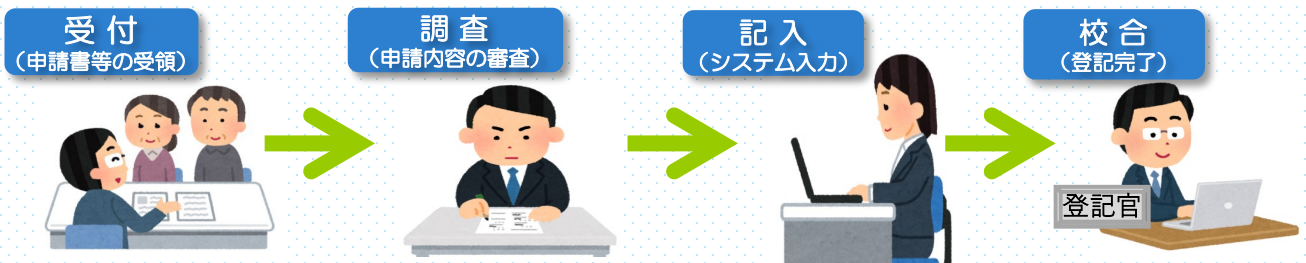 受付
(申請書等の受領)
調査
(申請内容の審査)
記入
(システム入力)
校合
(登記完了)
登記官